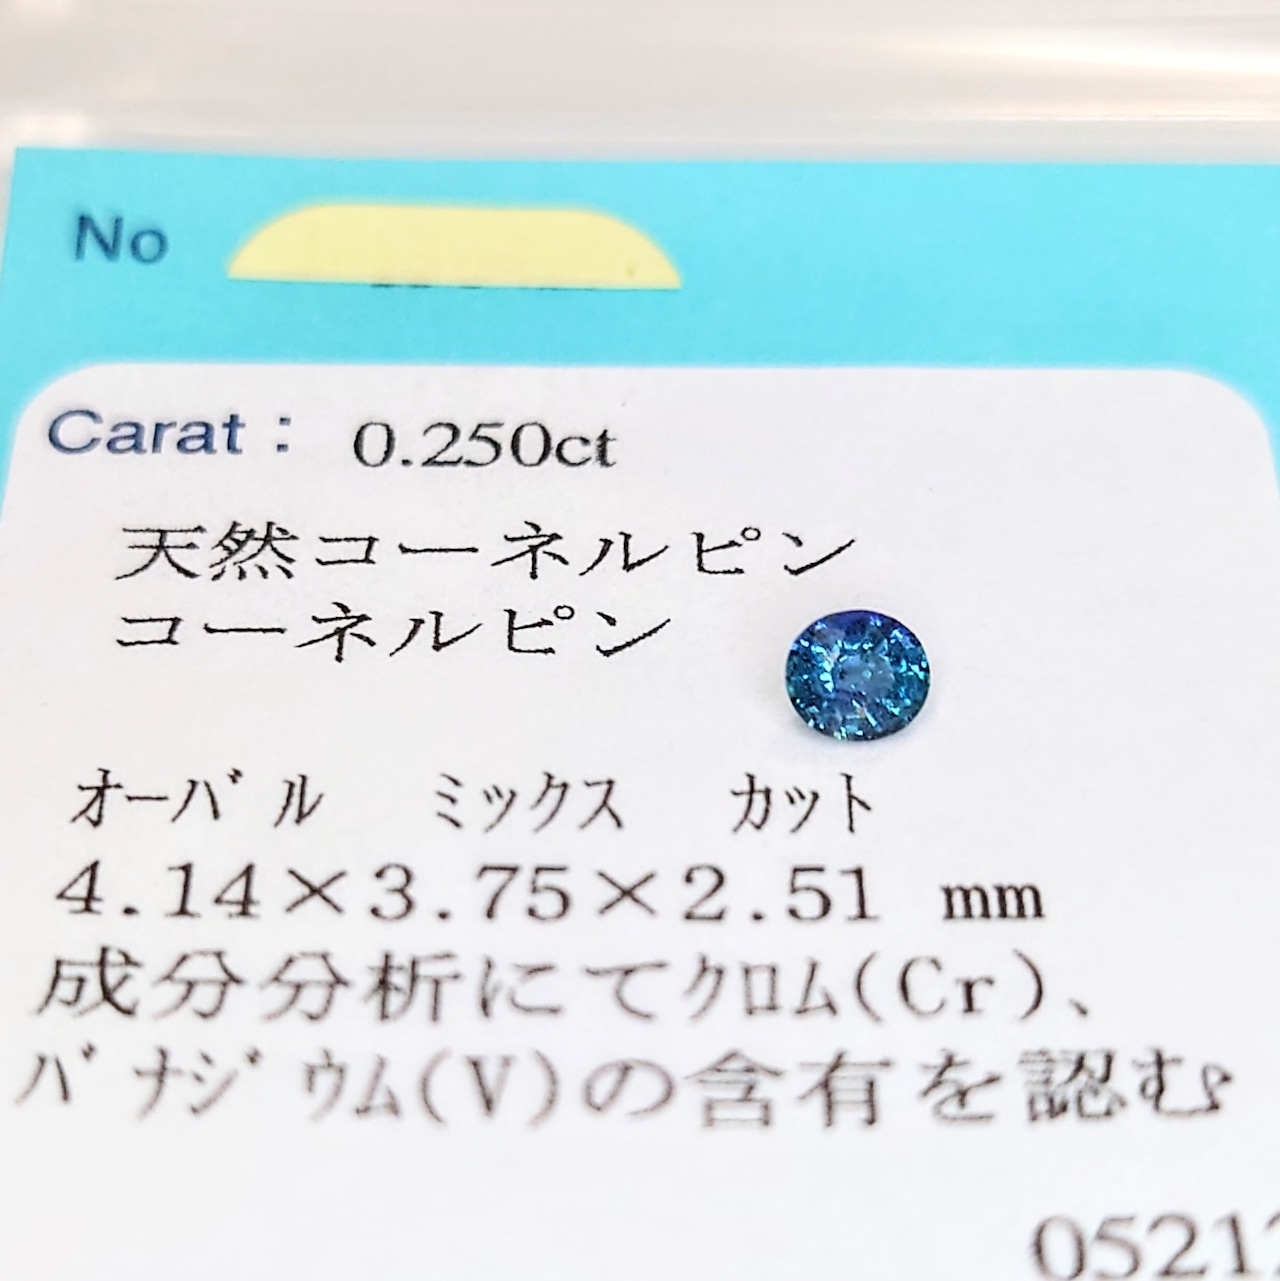 No
Carat : 0.250ct
天然コーネルピン
コーネルピン
オーバル ミックス カット
4.14×3.75×2.51 mm
成分分析にてクロム(Cr)、
バナジウム(V)の含有を認む